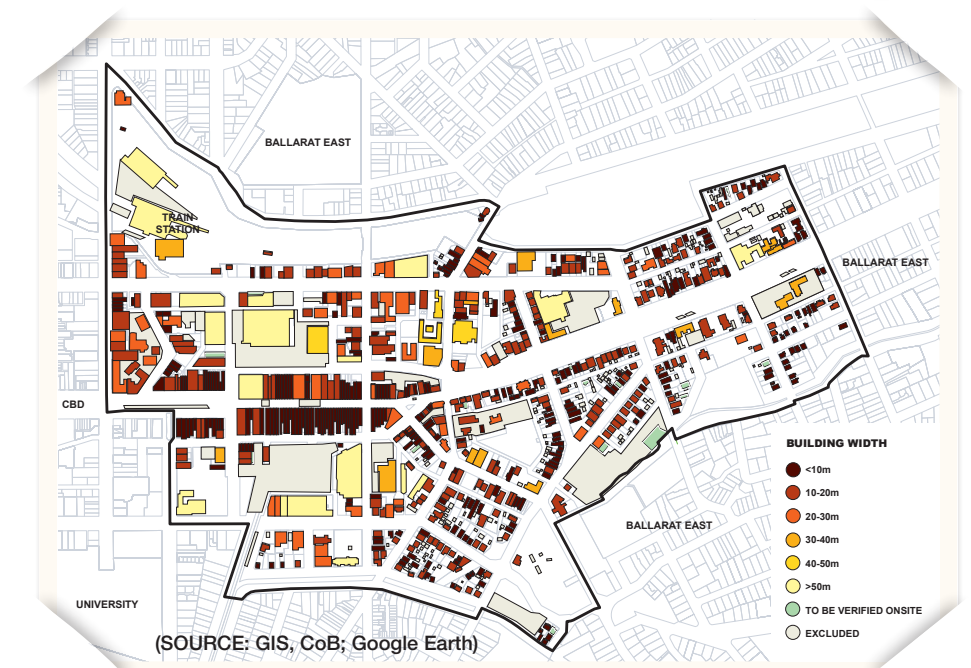 BALLARAT EAST
TRAIN
STATION
BALLARAT EAST
CBD
BUILDING WIDTH
<10m
10-20m
20-30m
30-40m
40-50m
>50m
TO BE VERIFIED ONSITE
EXCLUDED
BALLARAT EAST
UNIVERSITY
(SOURCE: GIS, CoB; Google Earth)